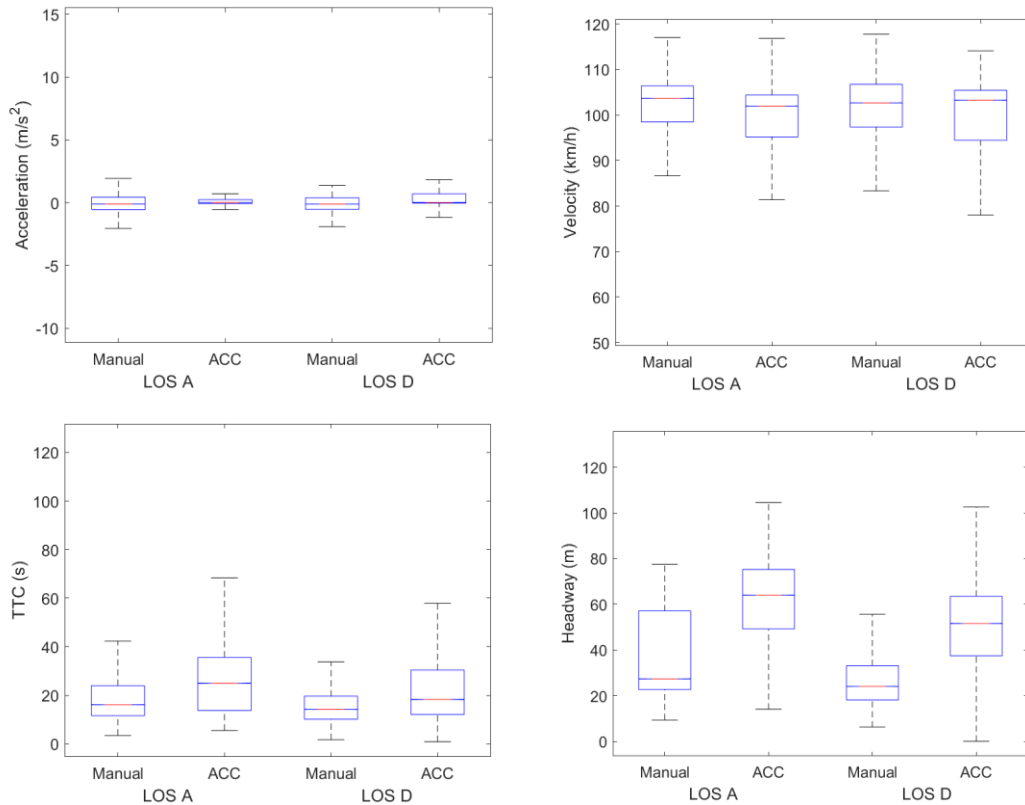 Acceleration (m/s²)
15
10
5
0
-5
-10
Manual ACC Manual ACC
LOS A LOS D
Velocity (km/h)
120
110
100
90
80
70
60
50
Manual ACC Manual ACC
LOS A LOS D
TTC (s)
120
100
80
60
40
20
0
Manual ACC Manual ACC
LOS A LOS D
Headway (m)
120
100
80
60
40
20
0
Manual ACC Manual ACC
LOS A LOS D